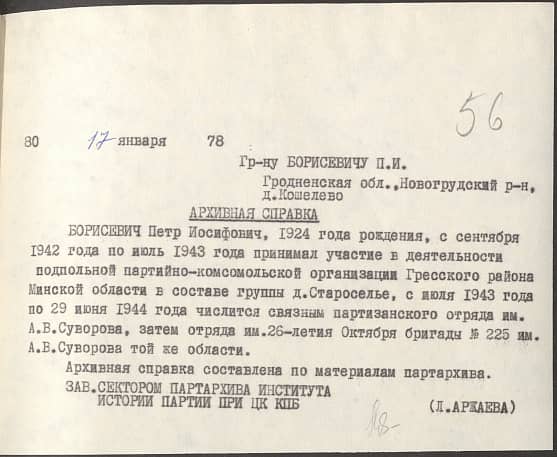 56
80 17 января 78
Гр-ну БОРИСЕВИЧУ П.И.
Гродненская обл.,Новогрудский р-н,
д.Кошелево
АРХИВНАЯ СПРАВКА
БОРИСЕВИЧ Петр Иосифович, 1924 года рождения, с сентября
1942 года по июль 1943 года принимал участие в деятельности
подпольной партийно-комсомольской организации Гресского района
Минской области в составе группы д.Староселье, с июля 1943 года
по 29 июня 1944 года числится связным партизанского отряда им.
А.В.Суворова, затем отряда им.26-летия Октября бригады № 225 им.
А.В.Суворова той же области.
Архивная справка составлена по материалам партархива.
ЗАВ.СЕКТОРОМ ПАРТАРХИВА ИНСТИТУТА
ИСТОРИИ ПАРТИИ ПРИ ЦК КПБ (Л.АРЖАЕВА)